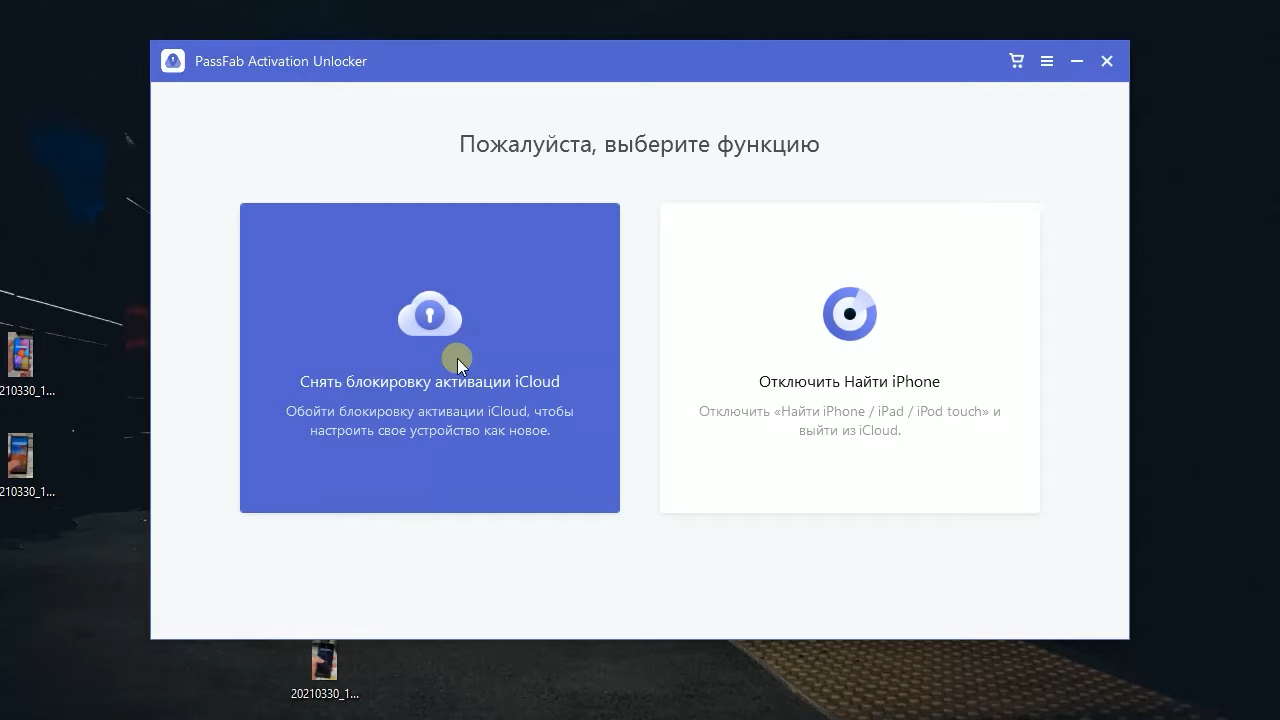 PassFab Activation Unlocker
Пожалуйста, выберите функцию
Снять блокировку активации iCloud
Обойти блокировку активации iCloud, чтобы
настроить свое устройство как новое.
Отключить Найти iPhone
Отключить «Найти iPhone / iPad / iPod touch» и
выйти из iCloud.
210330_1...
210330_1...
20210330_1...